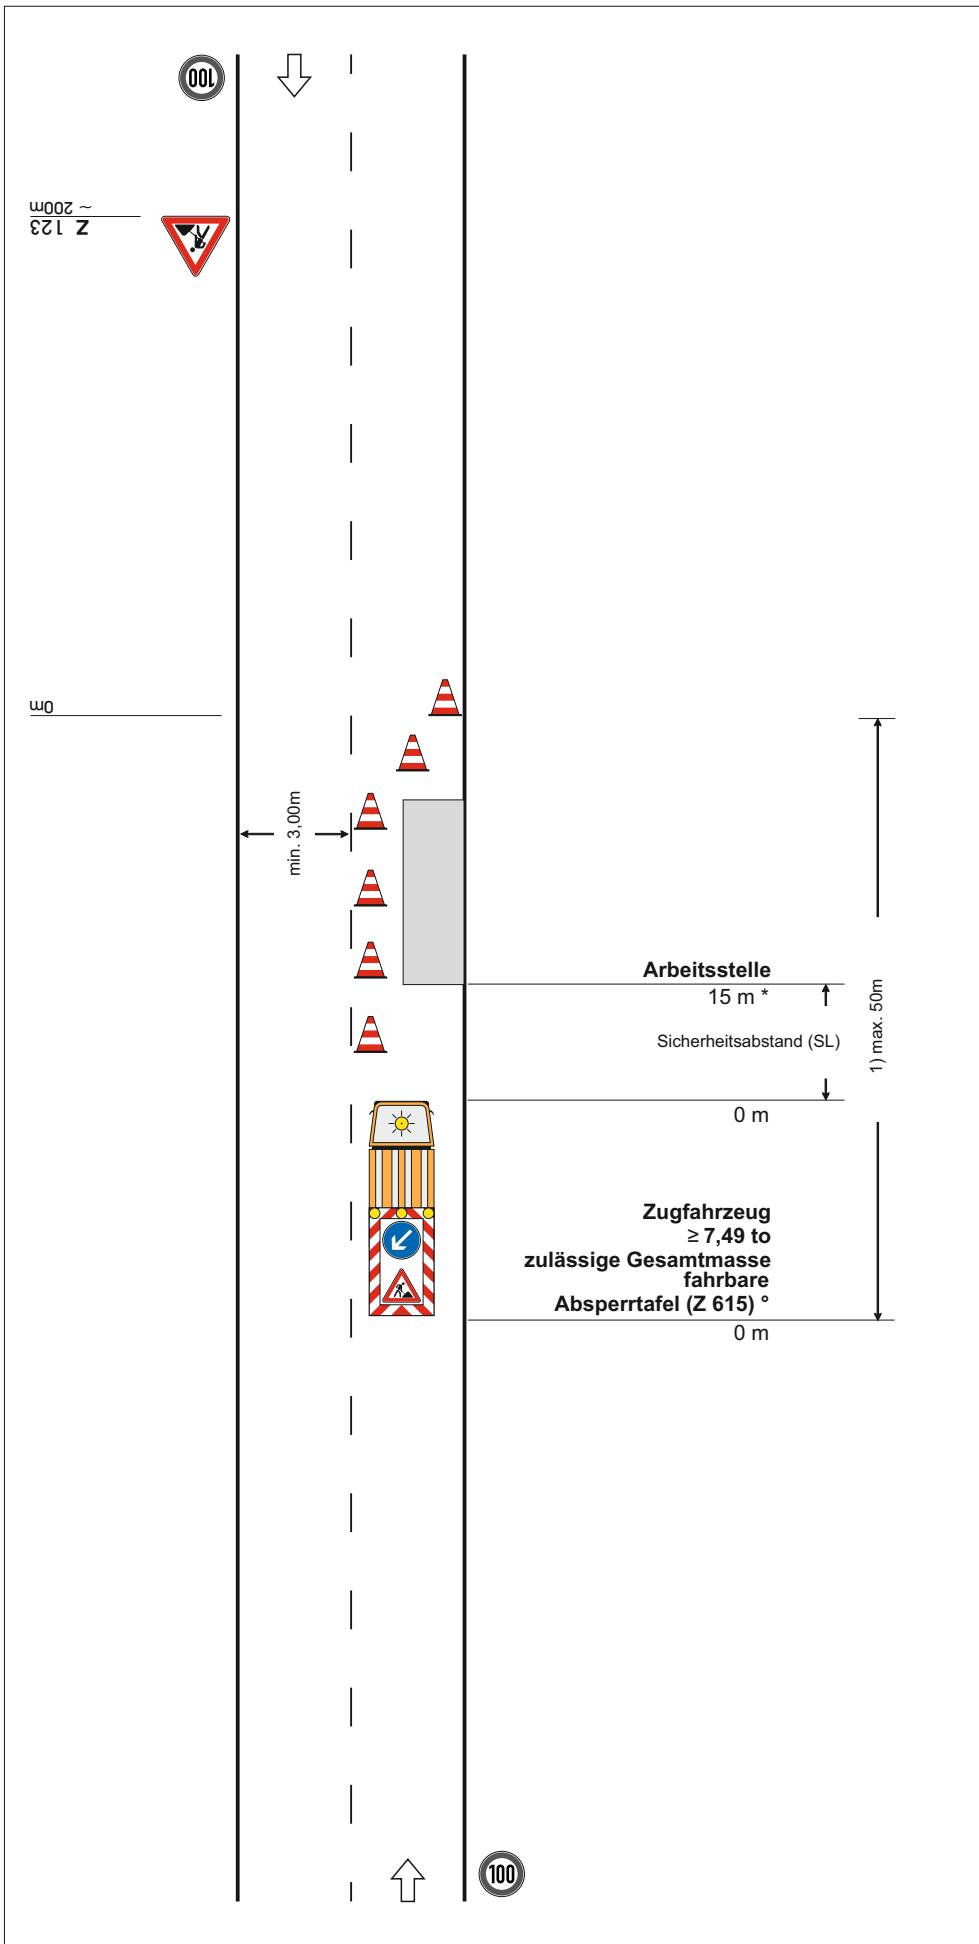 100
~ 200m
Z 123
0m
min. 3,00m
Arbeitsstelle
15 m *
Sicherheitsabstand (SL)
1) max. 50m
0 m
Zugfahrzeug
≥ 7,49 to
zulässige Gesamtmasse
fahrbare
Absperrtafel (Z 615) °
0 m
100